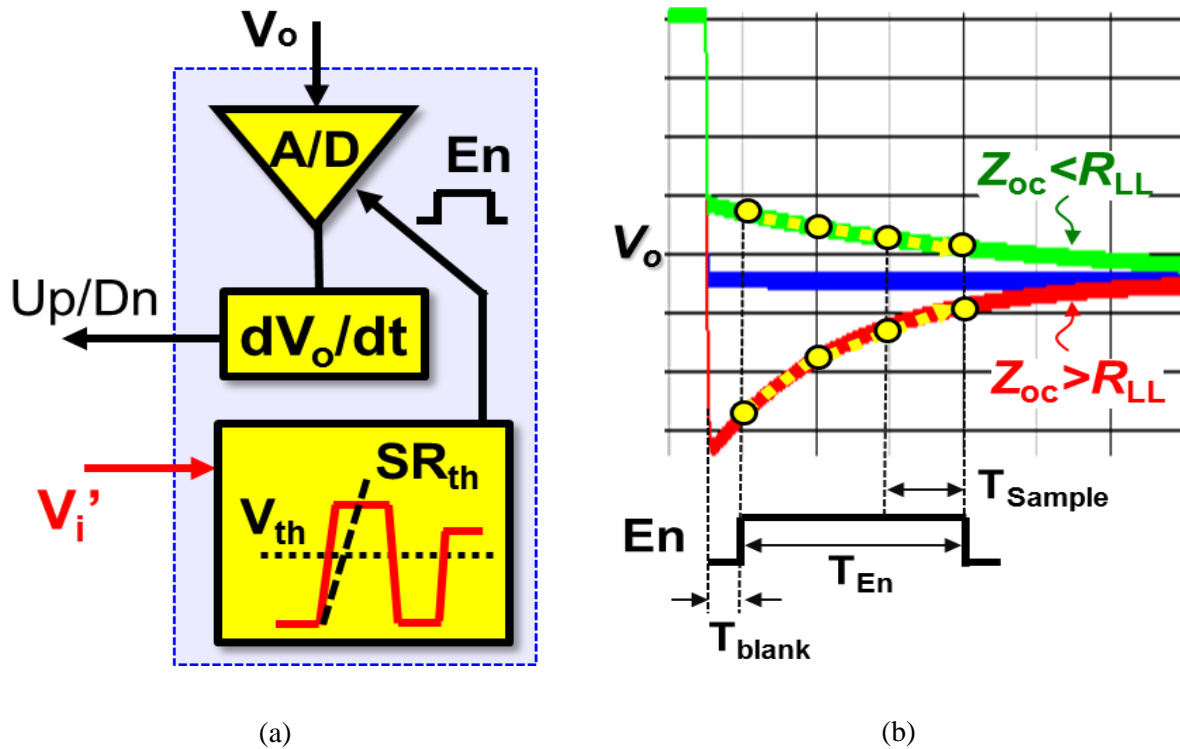 Vo
A/D
En
Up/Dn
dVo/dt
SRth
Vth
Vi’
(a)
Zoc<RLL
Vo
Zoc>RLL
TSample
En
TEn
Tblank
(b)